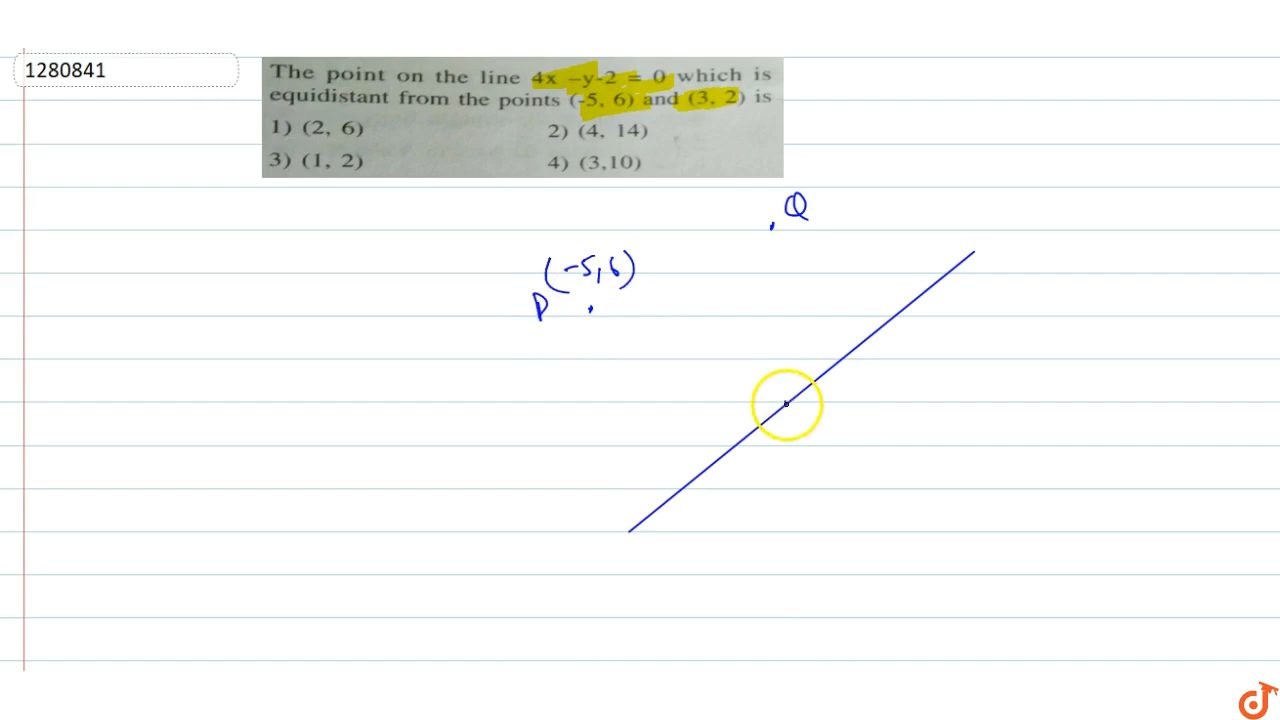 1280841
The point on the line 4x –y-2 = 0 which is
equidistant from the points (-5, 6) and (3, 2) is
1) (2, 6) 2) (4, 14)
3) (1, 2) 4) (3,10)
Q
(-5,6)
P